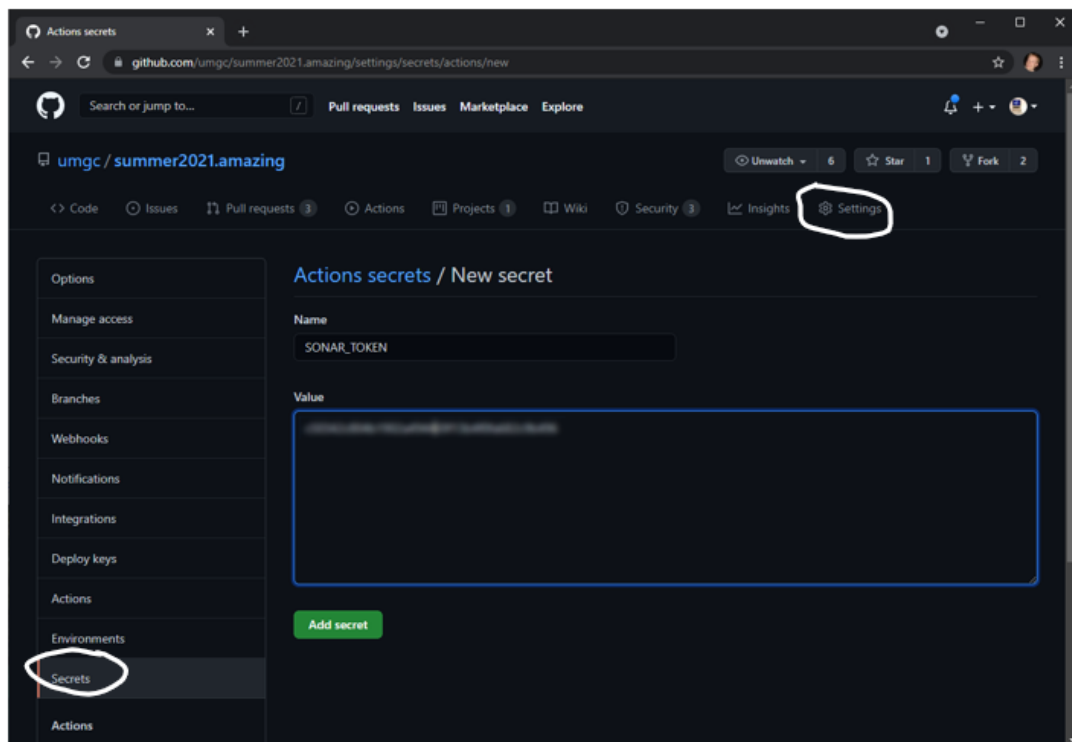 Actions secrets
github.com/umgc/summer2021.amazing/settings/secrets/actions/new
Search or jump to... / Pull requests Issues Marketplace Explore
umgc / summer2021.amazing Unwatch 6 Star 1 Fork 2
<> Code Issues Pull requests 3 Actions Projects 1 Wiki Security 3 Insights Settings
Options
Manage access
Security & analysis
Branches
Webhooks
Notifications
Integrations
Deploy keys
Actions
Environments
Secrets
Actions
Actions secrets / New secret
Name
SONAR_TOKEN
Value
Add secret